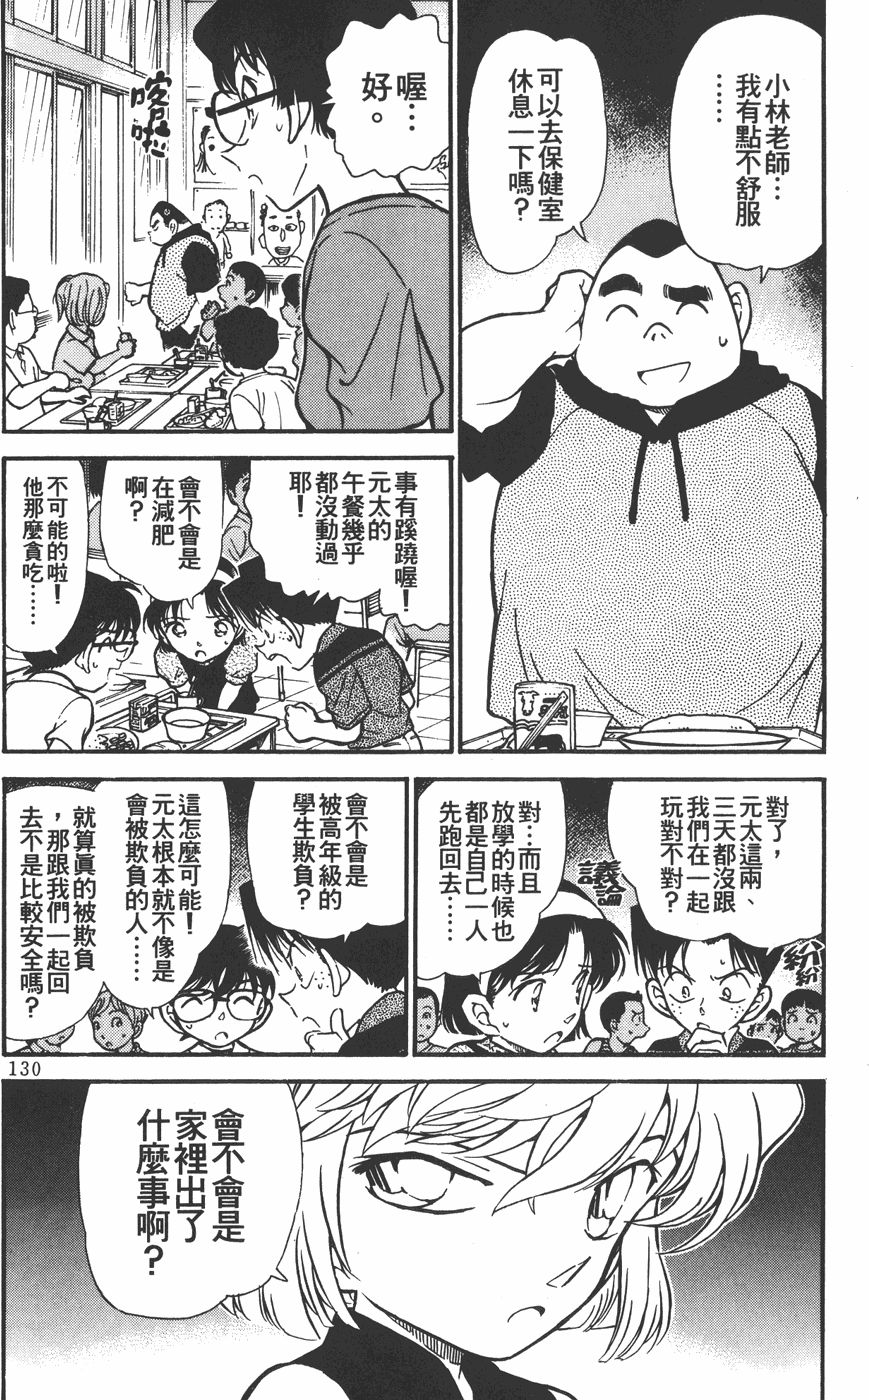 小林老師…
我有點不舒服
……
可以去保健室
休息一下嗎？
喔…
好。
喀啦
事有蹊蹺喔！
元太的
午餐幾乎
都沒動過
耶！
會不會是
在減肥
啊？
不可能的啦！
他那麼貪吃……
對了，
元太這兩、
三天都沒跟
我們在一起
玩對不對？
議論
紛紛
對…而且
放學的時候也
都是自己一人
先跑回去……
會不會是
被高年級的
學生欺負？
這怎麼可能！
元太根本就不像是
會被欺負的人……
就算真的被欺負
，那跟我們一起回
去不是比較安全嗎？
130
會不會是
家裡出了
什麼事啊？